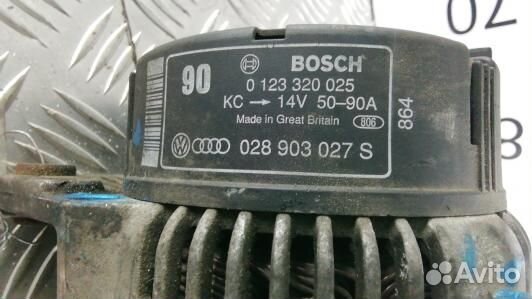 90
BOSCH
0 123 320 025
KC → 14V 50-90A
Made in Great Britain 806
864
028 903 027 S
Avito